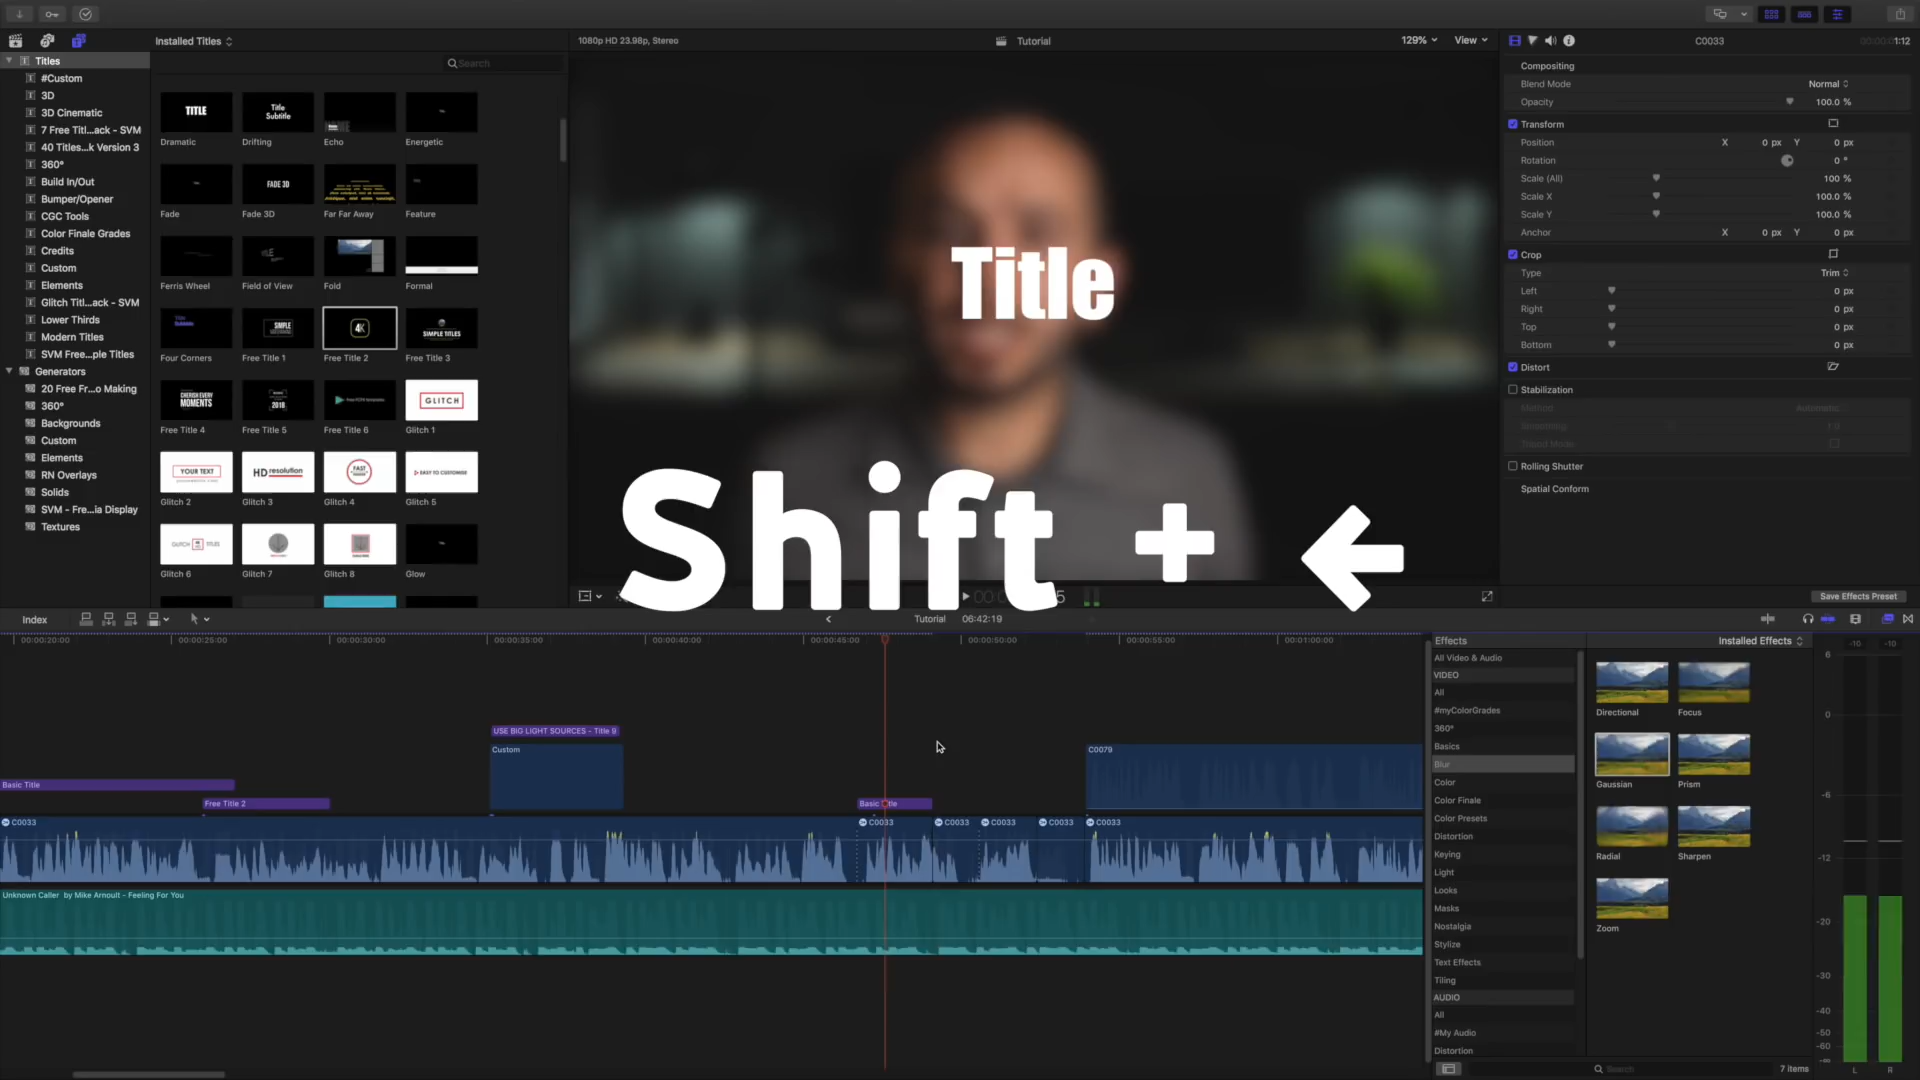 Installed Titles
1080p HD 23.98p, Stereo
Tutorial
129%
View
C0033
1:12
Search
Titles
#Custom
3D
3D Cinematic
7 Free Titl...ack - SVM
40 Titles...k Version 3
360°
Build In/Out
Bumper/Opener
CGC Tools
Color Finale Grades
Credits
Custom
Elements
Glitch Titl...ack - SVM
Lower Thirds
Modern Titles
SVM Free...ple Titles
Generators
20 Free Fr...o Making
360°
Backgrounds
Custom
Elements
RN Overlays
Solids
SVM - Fre...ia Display
Textures
TITLE
Title
Subtitle
Dramatic
Drifting
Echo
Energetic
FADE 3D
Fade
Fade 3D
Far Far Away
Feature
Ferris Wheel
Field of View
Fold
Formal
Title
Subtitle
SIMPLE
4K
SIMPLE TITLES
Four Corners
Free Title 1
Free Title 2
Free Title 3
CHERISH EVERY
MOMENTS
2018
GLITCH
Free Title 4
Free Title 5
Free Title 6
Glitch 1
YOUR TEXT
HD resolution
FAST
EASY TO CUSTOMISE
Glitch 2
Glitch 3
Glitch 4
Glitch 5
GLITCH
TITLES
Glitch 6
Glitch 7
Glitch 8
Glow
Title
Shift + ←
Compositing
Blend Mode
Normal
Opacity
100.0 %
Transform
Position
X 0 px Y 0 px
Rotation
0 °
Scale (All)
100 %
Scale X
100.0 %
Scale Y
100.0 %
Anchor
X 0 px Y 0 px
Crop
Type
Trim
Left
0 px
Right
0 px
Top
0 px
Bottom
0 px
Distort
Stabilization
Method
Automatic
Smoothing
Tripod Mode
Rolling Shutter
Spatial Conform
Save Effects Preset
Index
Tutorial
06:42:19
00:00:20:00
00:00:25:00
00:00:30:00
00:00:35:00
00:00:40:00
00:00:45:00
00:00:50:00
00:00:55:00
00:01:00:00
USE BIG LIGHT SOURCES - Title 9
Custom
C0079
Basic Title
Free Title 2
C0033
C0033
C0033
C0033
C0033
C0033
Unknown Caller by Mike Arnoult - Feeling For You
Effects
Installed Effects
All Video & Audio
VIDEO
All
#myColorGrades
360°
Basics
Blur
Color
Color Finale
Color Presets
Distortion
Keying
Light
Looks
Masks
Nostalgia
Stylize
Text Effects
Tiling
AUDIO
All
#My Audio
Distortion
Directional
Focus
Gaussian
Prism
Radial
Sharpen
Zoom
Search
7 items
-10
-10
6
0
-6
-12
-20
-30
-40
-50
-60
-∞
L
R